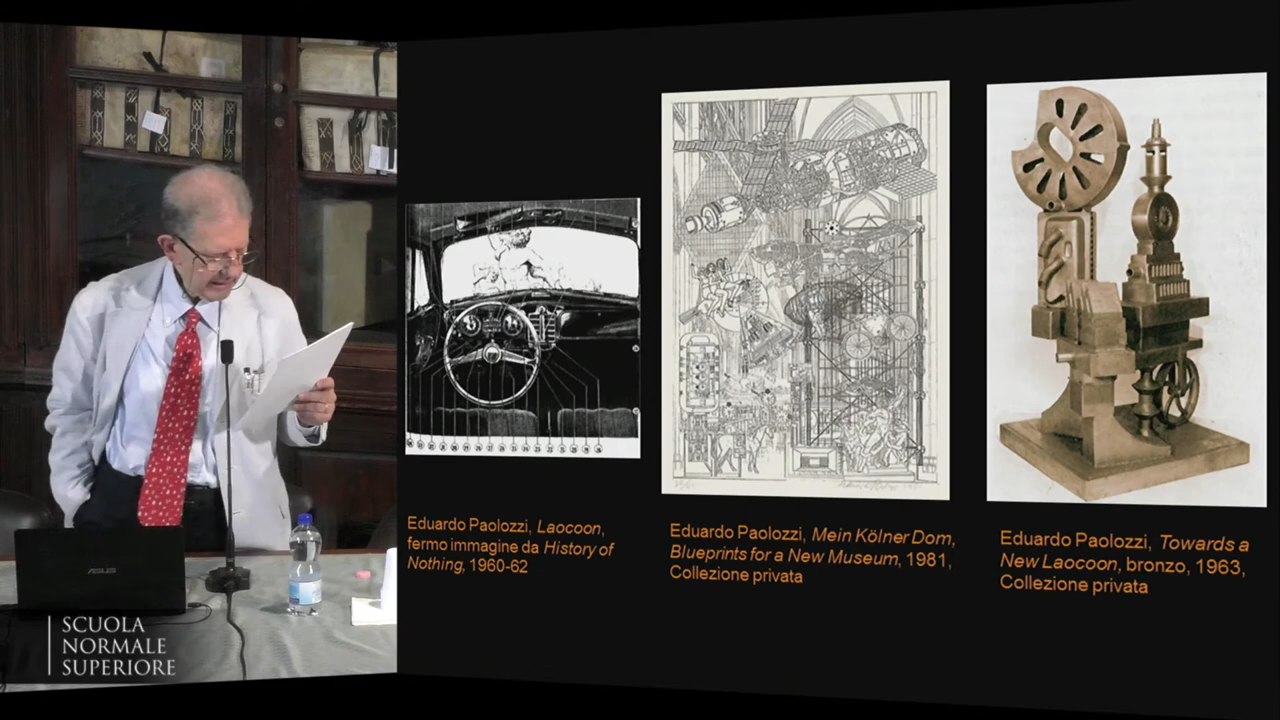 ASUS
SCUOLA
NORMALE
SUPERIORE
Eduardo Paolozzi, Laocoon,
fermo immagine da History of
Nothing, 1960-62
Eduardo Paolozzi, Mein Kölner Dom,
Blueprints for a New Museum, 1981,
Collezione privata
Eduardo Paolozzi, Towards a
New Laocoon, bronzo, 1963,
Collezione privata